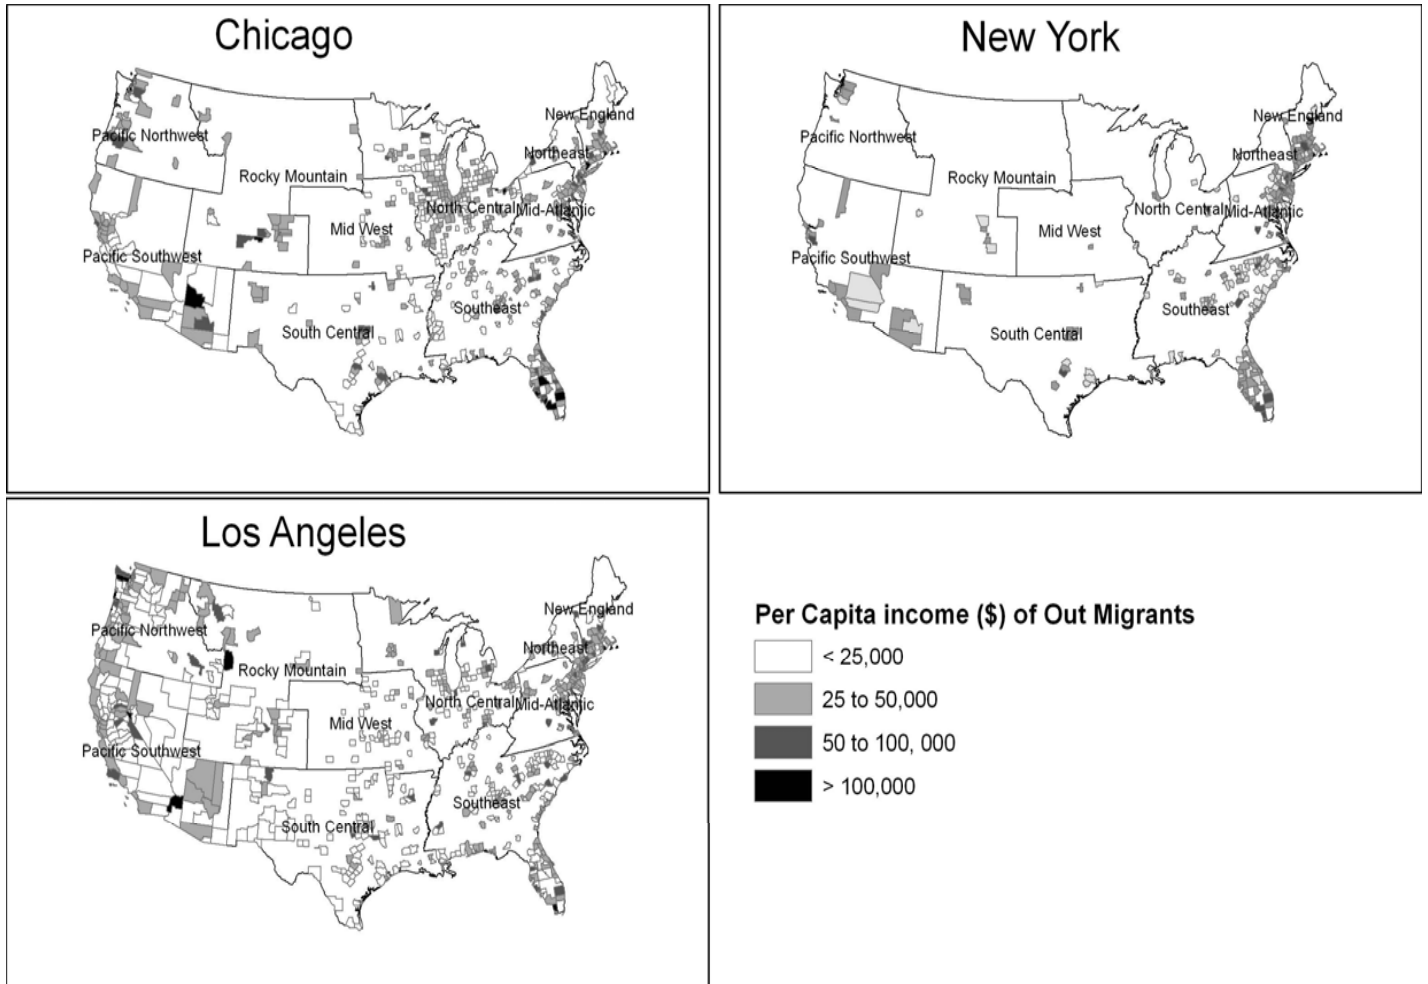 Chicago
New England
Pacific Northwest
Northeast
Rocky Mountain
North Central
Mid-Atlantic
Mid West
Pacific Southwest
Southeast
South Central
New York
New England
Pacific Northwest
Northeast
Rocky Mountain
North Central
Mid-Atlantic
Mid West
Pacific Southwest
Southeast
South Central
Los Angeles
New England
Pacific Northwest
Northeast
Rocky Mountain
North Central
Mid-Atlantic
Mid West
Pacific Southwest
Southeast
South Central
Per Capita income ($) of Out Migrants
< 25,000
25 to 50,000
50 to 100, 000
> 100,000